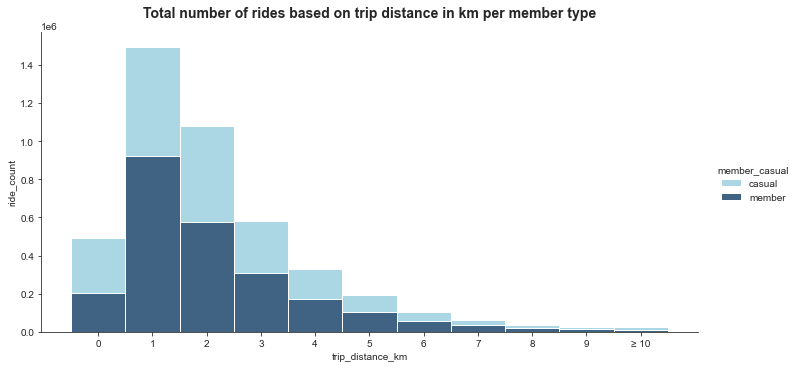 Total number of rides based on trip distance in km per member type
1e6
1.4
1.2
1.0
0.8
0.6
0.4
0.2
0.0
ride_count
0 1 2 3 4 5 6 7 8 9 ≥ 10
trip_distance_km
member_casual
casual
member